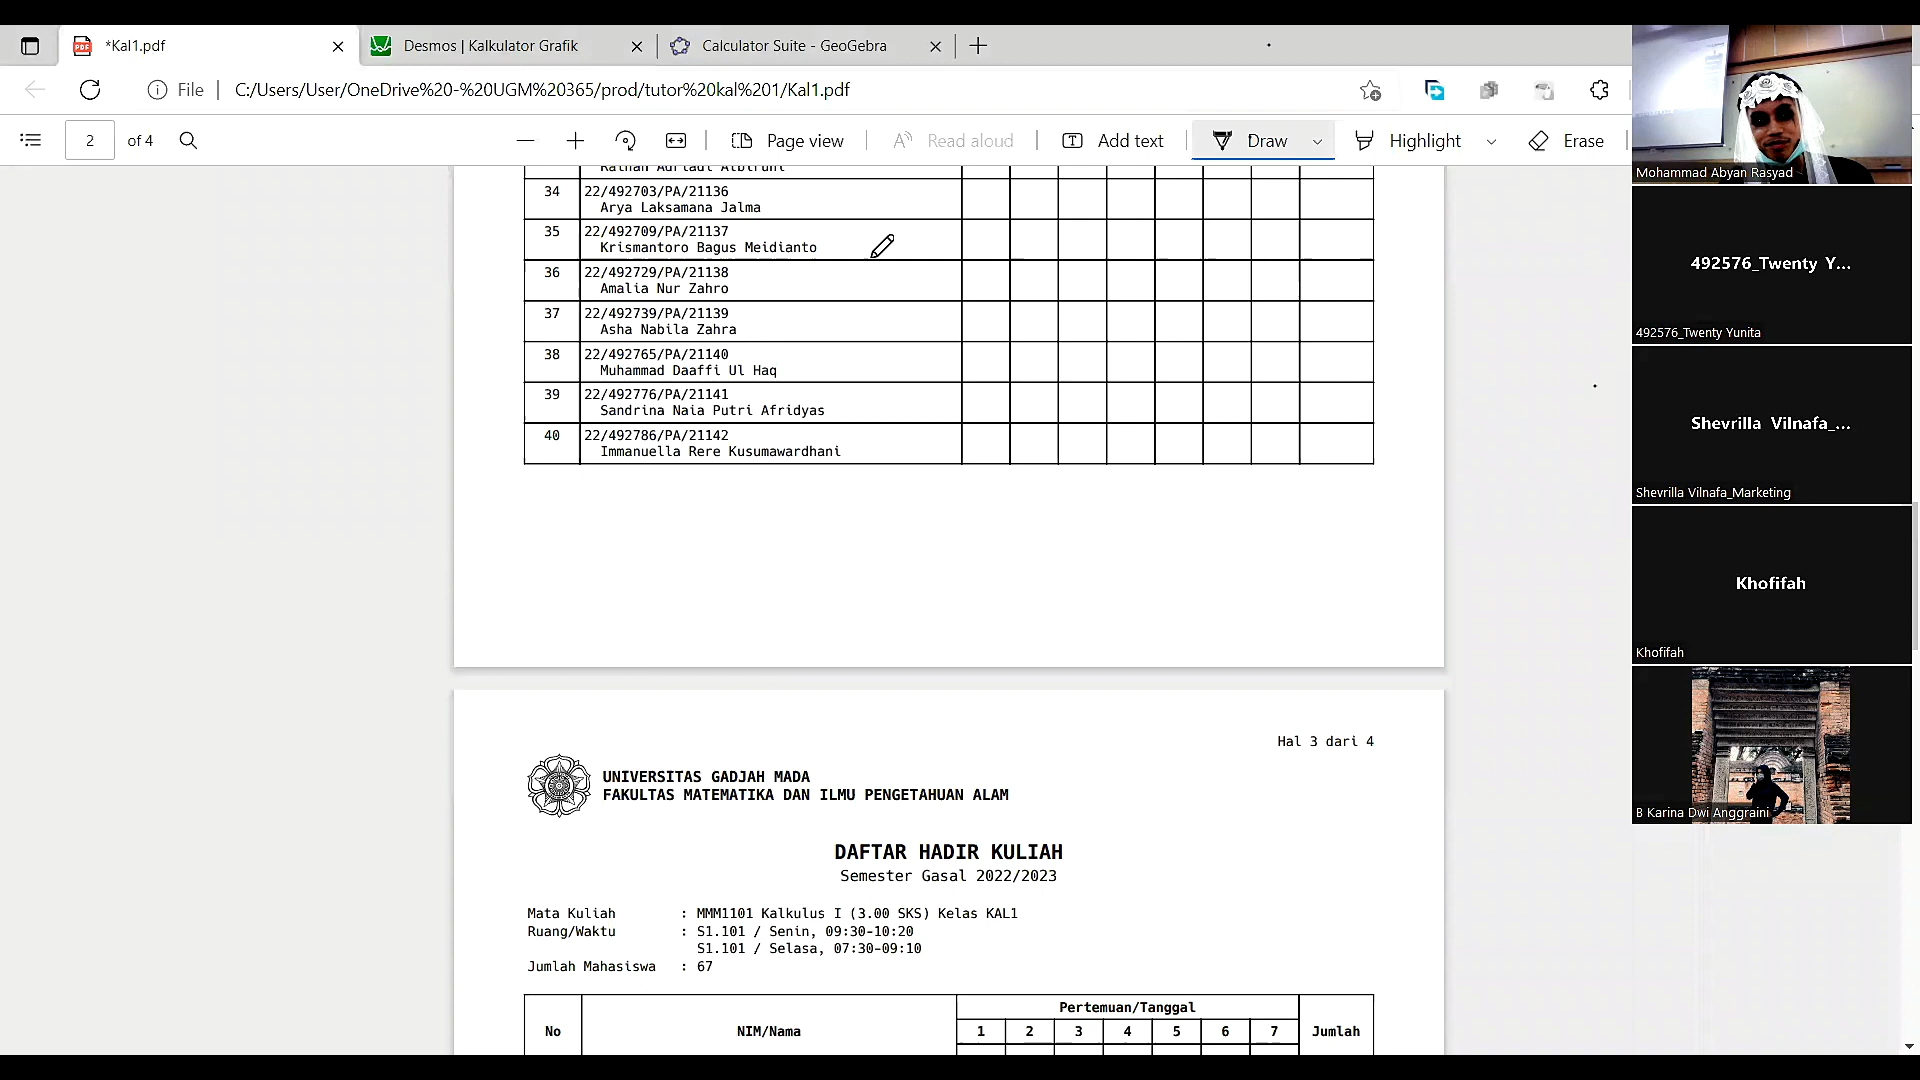 *Kal1.pdf
Desmos | Kalkulator Grafik
Calculator Suite - GeoGebra
File
C:/Users/User/OneDrive%20-%20UGM%20365/prod/tutor%20kal%201/Kal1.pdf
2 of 4
Page view
Read aloud
Add text
Draw
Highlight
Erase
34 22/492703/PA/21136
Arya Laksamana Jalma
35 22/492709/PA/21137
Krismantoro Bagus Meidianto
36 22/492729/PA/21138
Amalia Nur Zahro
37 22/492739/PA/21139
Asha Nabila Zahra
38 22/492765/PA/21140
Muhammad Daaffi Ul Haq
39 22/492776/PA/21141
Sandrina Naia Putri Afridyas
40 22/492786/PA/21142
Immanuella Rere Kusumawardhani
Hal 3 dari 4
UNIVERSITAS GADJAH MADA
FAKULTAS MATEMATIKA DAN ILMU PENGETAHUAN ALAM
DAFTAR HADIR KULIAH
Semester Gasal 2022/2023
Mata Kuliah : MMM1101 Kalkulus I (3.00 SKS) Kelas KAL1
Ruang/Waktu : S1.101 / Senin, 09:30-10:20
S1.101 / Selasa, 07:30-09:10
Jumlah Mahasiswa : 67
Pertemuan/Tanggal
No NIM/Nama 1 2 3 4 5 6 7 Jumlah
Mohammad Abyan Rasyad
492576_Twenty Y...
492576_Twenty Yunita
Shevrilla Vilnafa_...
Shevrilla Vilnafa_Marketing
Khofifah
Khofifah
B Karina Dwi Anggraini